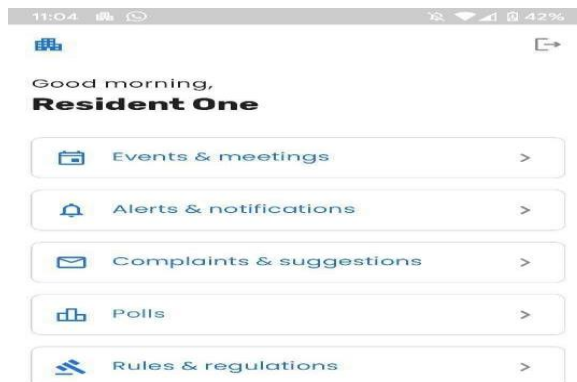 11:04 42%
Good morning,
Resident One
Events & meetings >
Alerts & notifications >
Complaints & suggestions >
Polls >
Rules & regulations >